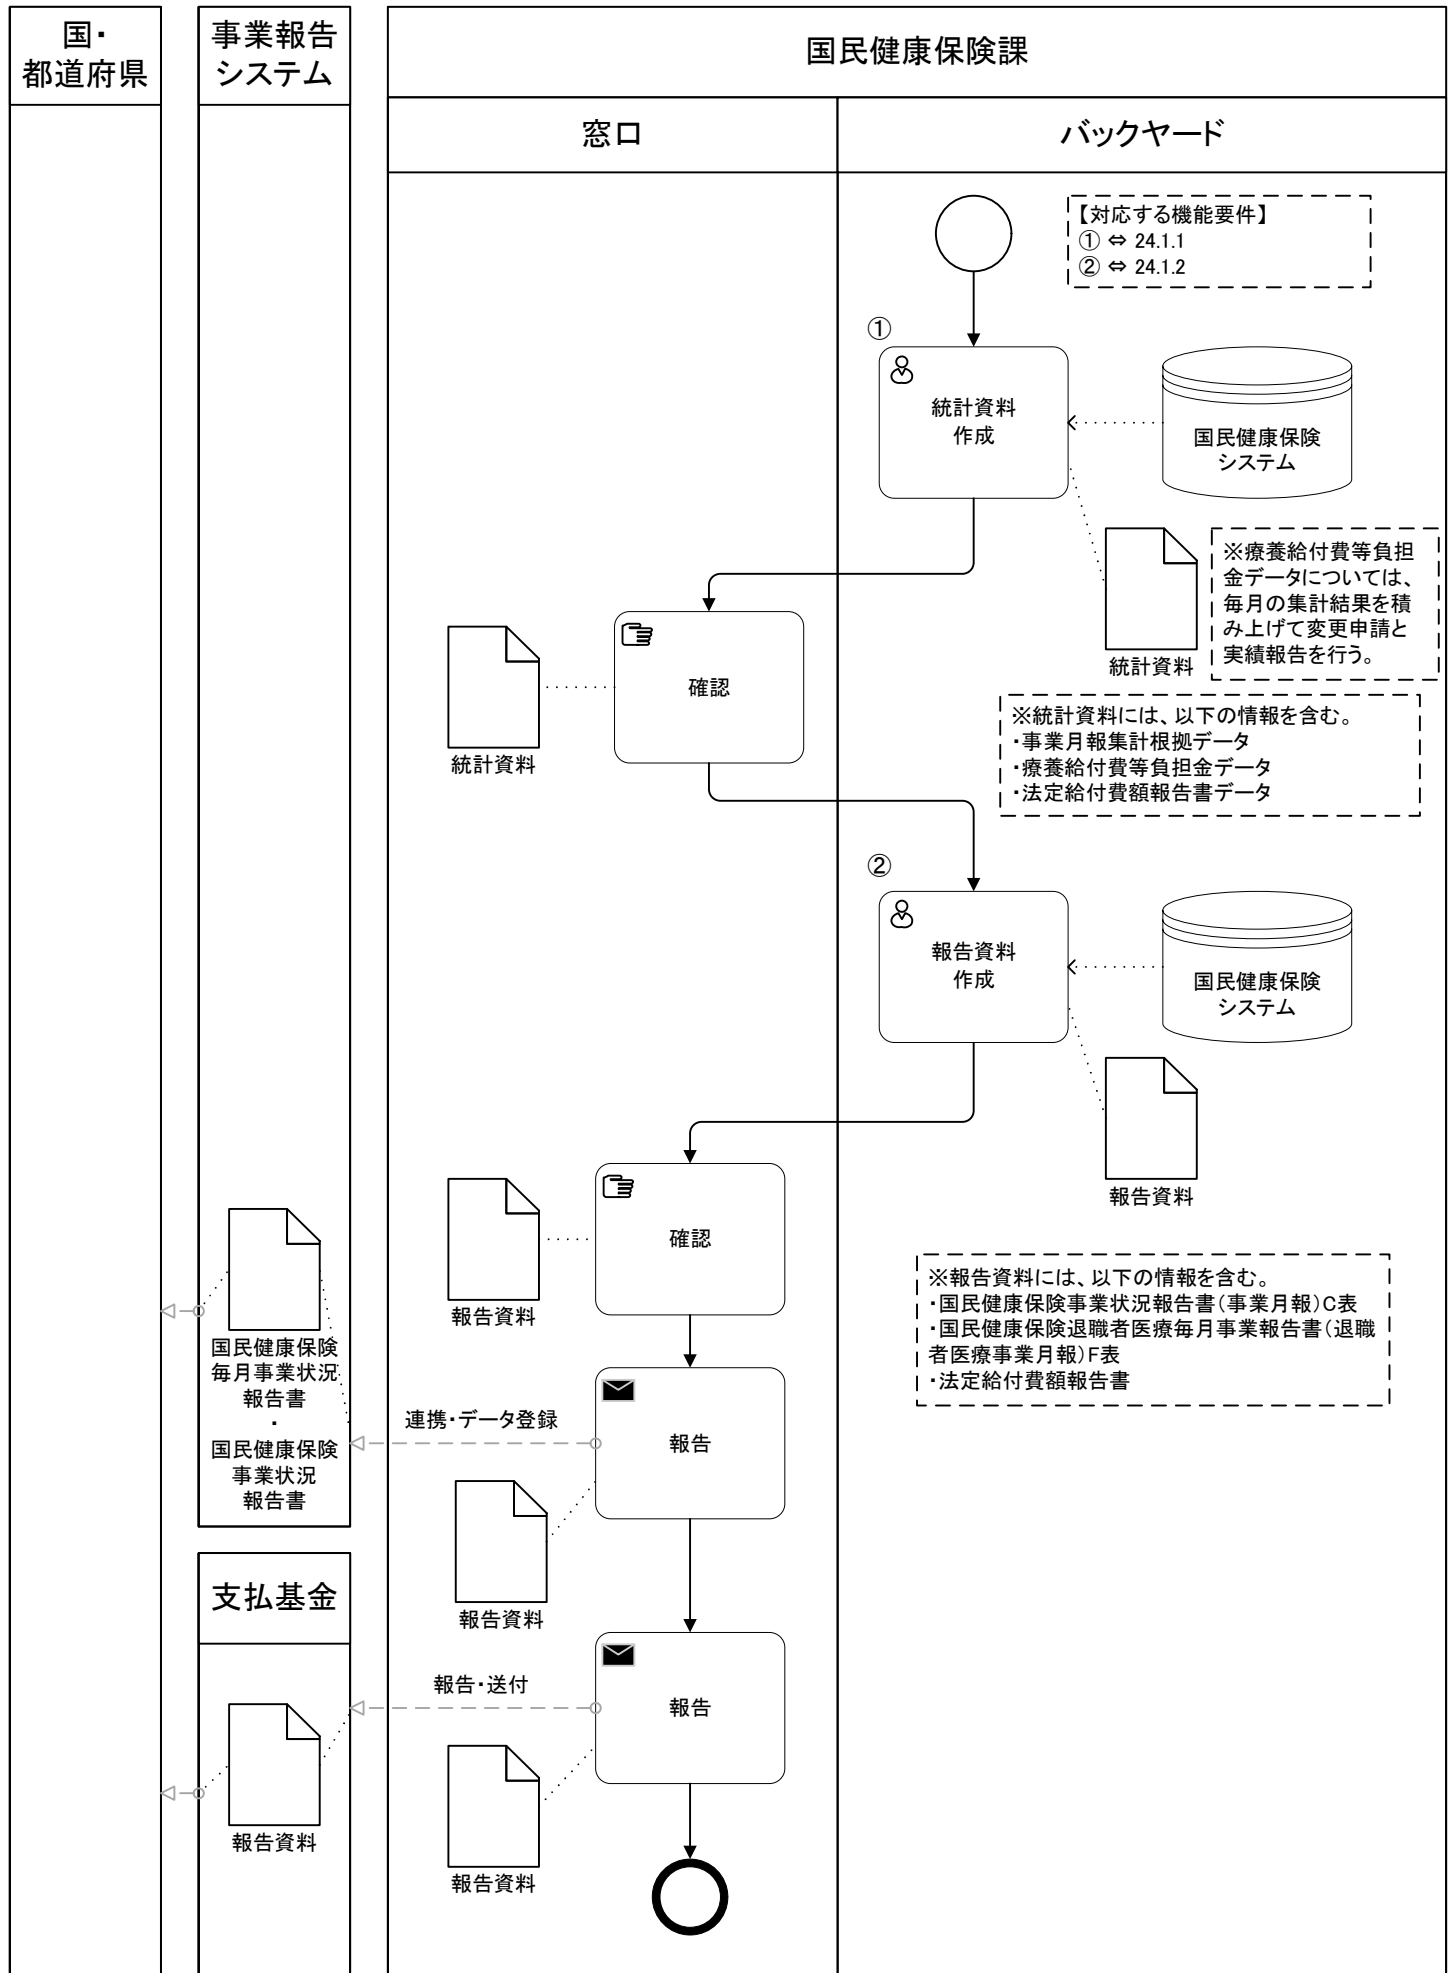 国・
都道府県
事業報告
システム
国民健康保険課
窓口
バックヤード
【対応する機能要件】
① ⇔ 24.1.1
② ⇔ 24.1.2
①
統計資料
作成
国民健康保険
システム
統計資料
※療養給付費等負担
金データについては、
毎月の集計結果を積
み上げて変更申請と
実績報告を行う。
確認
統計資料
※統計資料には、以下の情報を含む。
・事業月報集計根拠データ
・療養給付費等負担金データ
・法定給付費額報告書データ
②
報告資料
作成
国民健康保険
システム
報告資料
確認
報告資料
※報告資料には、以下の情報を含む。
・国民健康保険事業状況報告書（事業月報）C表
・国民健康保険退職者医療毎月事業報告書（退職
者医療事業月報）F表
・法定給付費額報告書
国民健康保険
毎月事業状況
報告書
・
国民健康保険
事業状況
報告書
連携・データ登録
報告
報告資料
支払基金
報告・送付
報告
報告資料
報告資料